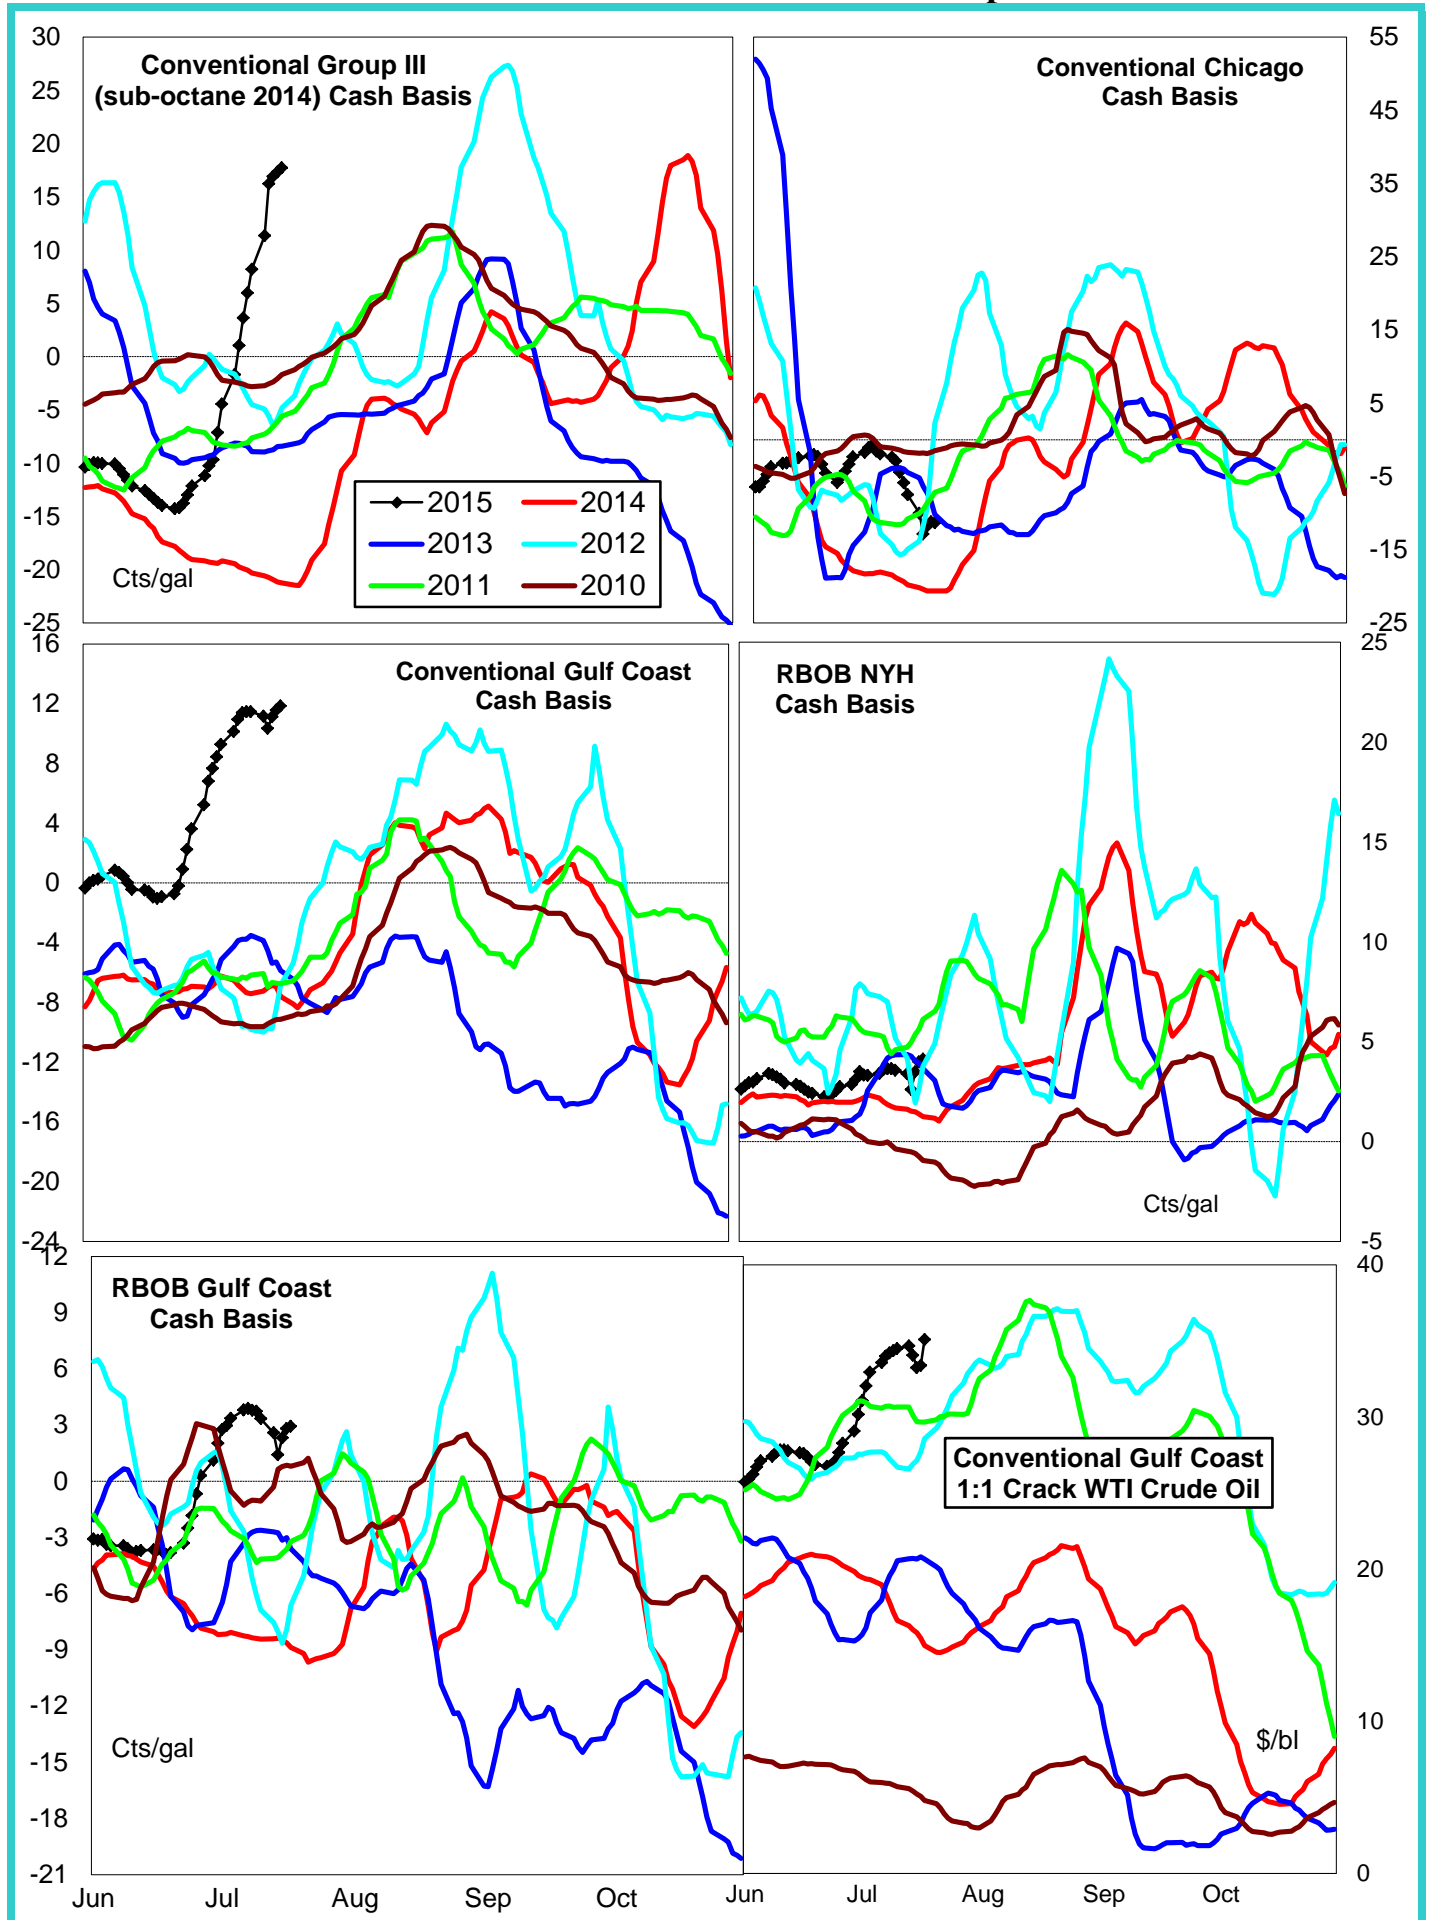 30
25
20
15
10
5
0
-5
-10
-15
-20
-25
Conventional Group III
(sub-octane 2014) Cash Basis
2015
2014
2013
2012
2011
2010
Cts/gal
Conventional Chicago
Cash Basis
55
45
35
25
15
5
-5
-15
-25
16
12
8
4
0
-4
-8
-12
-16
-20
-24
Conventional Gulf Coast
Cash Basis
RBOB NYH
Cash Basis
Cts/gal
25
20
15
10
5
0
-5
12
9
6
3
0
-3
-6
-9
-12
-15
-18
-21
RBOB Gulf Coast
Cash Basis
Cts/gal
Jun
Jul
Aug
Sep
Oct
Conventional Gulf Coast
1:1 Crack WTI Crude Oil
$/bl
40
30
20
10
0
Jun
Jul
Aug
Sep
Oct